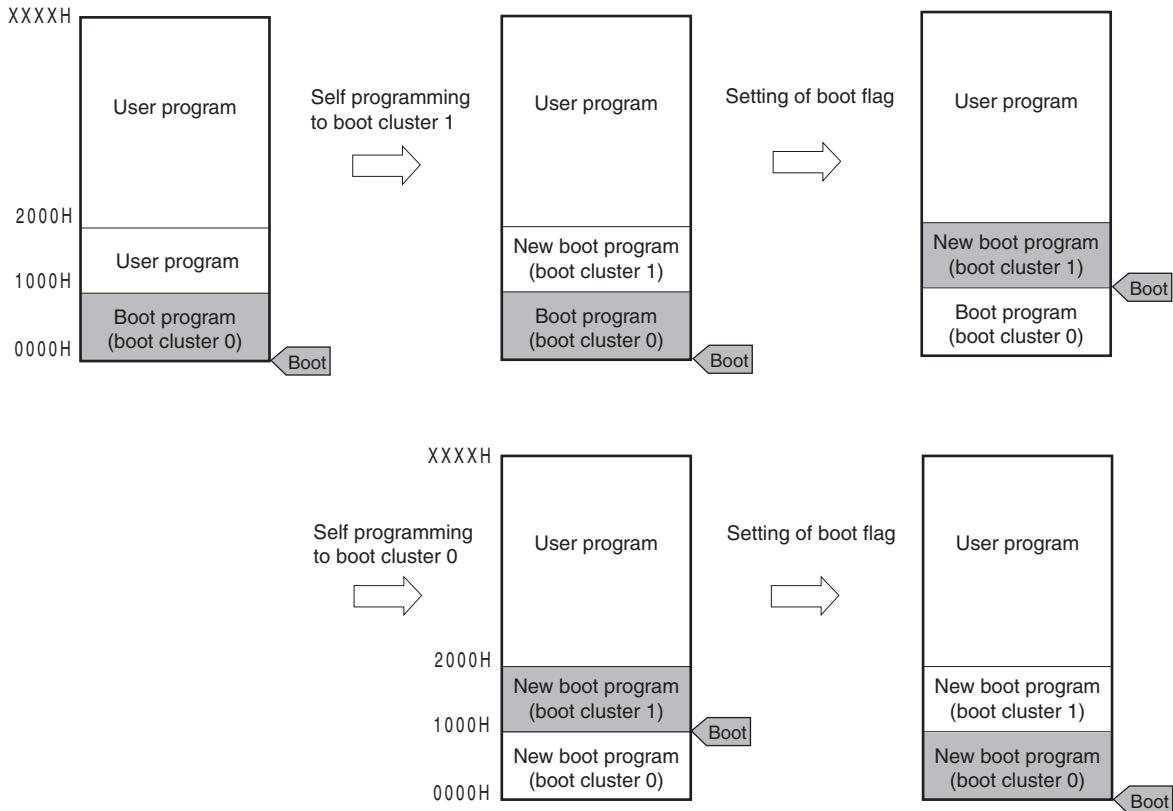 XXXXH
User program
2000H
User program
1000H
Boot program
(boot cluster 0)
0000H
Boot
Self programming
to boot cluster 1
User program
New boot program
(boot cluster 1)
Boot program
(boot cluster 0)
Boot
Setting of boot flag
User program
New boot program
(boot cluster 1)
Boot
Boot program
(boot cluster 0)
Self programming
to boot cluster 0
XXXXH
User program
2000H
New boot program
(boot cluster 1)
1000H
Boot
New boot program
(boot cluster 0)
0000H
Setting of boot flag
User program
New boot program
(boot cluster 1)
New boot program
(boot cluster 0)
Boot